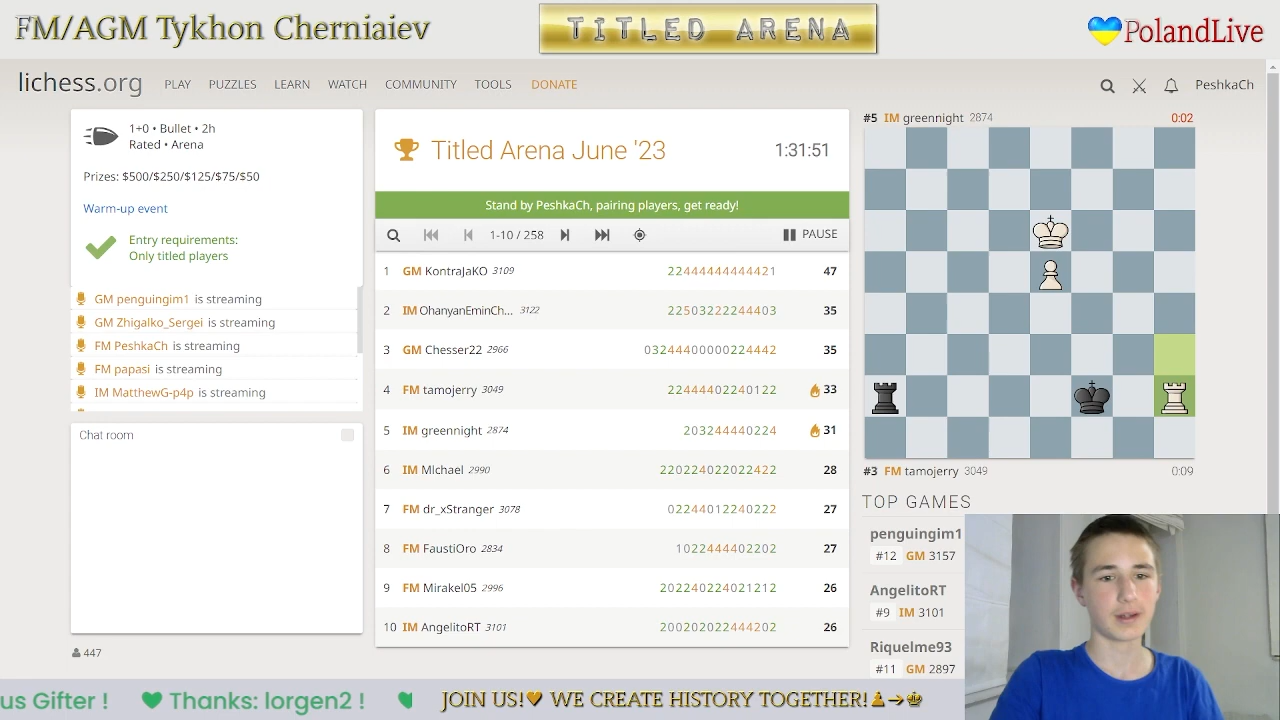 FM/AGM Tykhon Cherniaiev
TITLED ARENA
PolandLive
lichess.org
PLAY PUZZLES LEARN WATCH COMMUNITY TOOLS DONATE
PeshkaCh
1+0 • Bullet • 2h
Rated • Arena
Prizes: $500/$250/$125/$75/$50
Warm-up event
Entry requirements:
Only titled players
GM penguingim1 is streaming
GM Zhigalko_Sergei is streaming
FM PeshkaCh is streaming
FM papasi is streaming
IM MatthewG-p4p is streaming
Chat room
447
Titled Arena June '23
1:31:51
Stand by PeshkaCh, pairing players, get ready!
1-10 / 258
PAUSE
1 GM KontraJaKO 3109 22444444444421 47
2 IM OhanyanEminCh... 3122 22503222244403 35
3 GM Chesser22 2966 03244400000224442 35
4 FM tamojerry 3049 22444402240122 33
5 IM greennight 2874 203244440224 31
6 IM MIchael 2990 220224022022422 28
7 FM dr_xStranger 3078 02244012240222 27
8 FM FaustiOro 2834 1022444402202 27
9 FM Mirakel05 2996 202240224021212 26
10 IM AngelitoRT 3101 200202022444202 26
#5 IM greennight 2874 0:02
#3 FM tamojerry 3049 0:09
TOP GAMES
penguingim1
#12 GM 3157
AngelitoRT
#9 IM 3101
Riquelme93
#11 GM 2897
us Gifter ! Thanks: lorgen2 ! JOIN US! WE CREATE HISTORY TOGETHER!